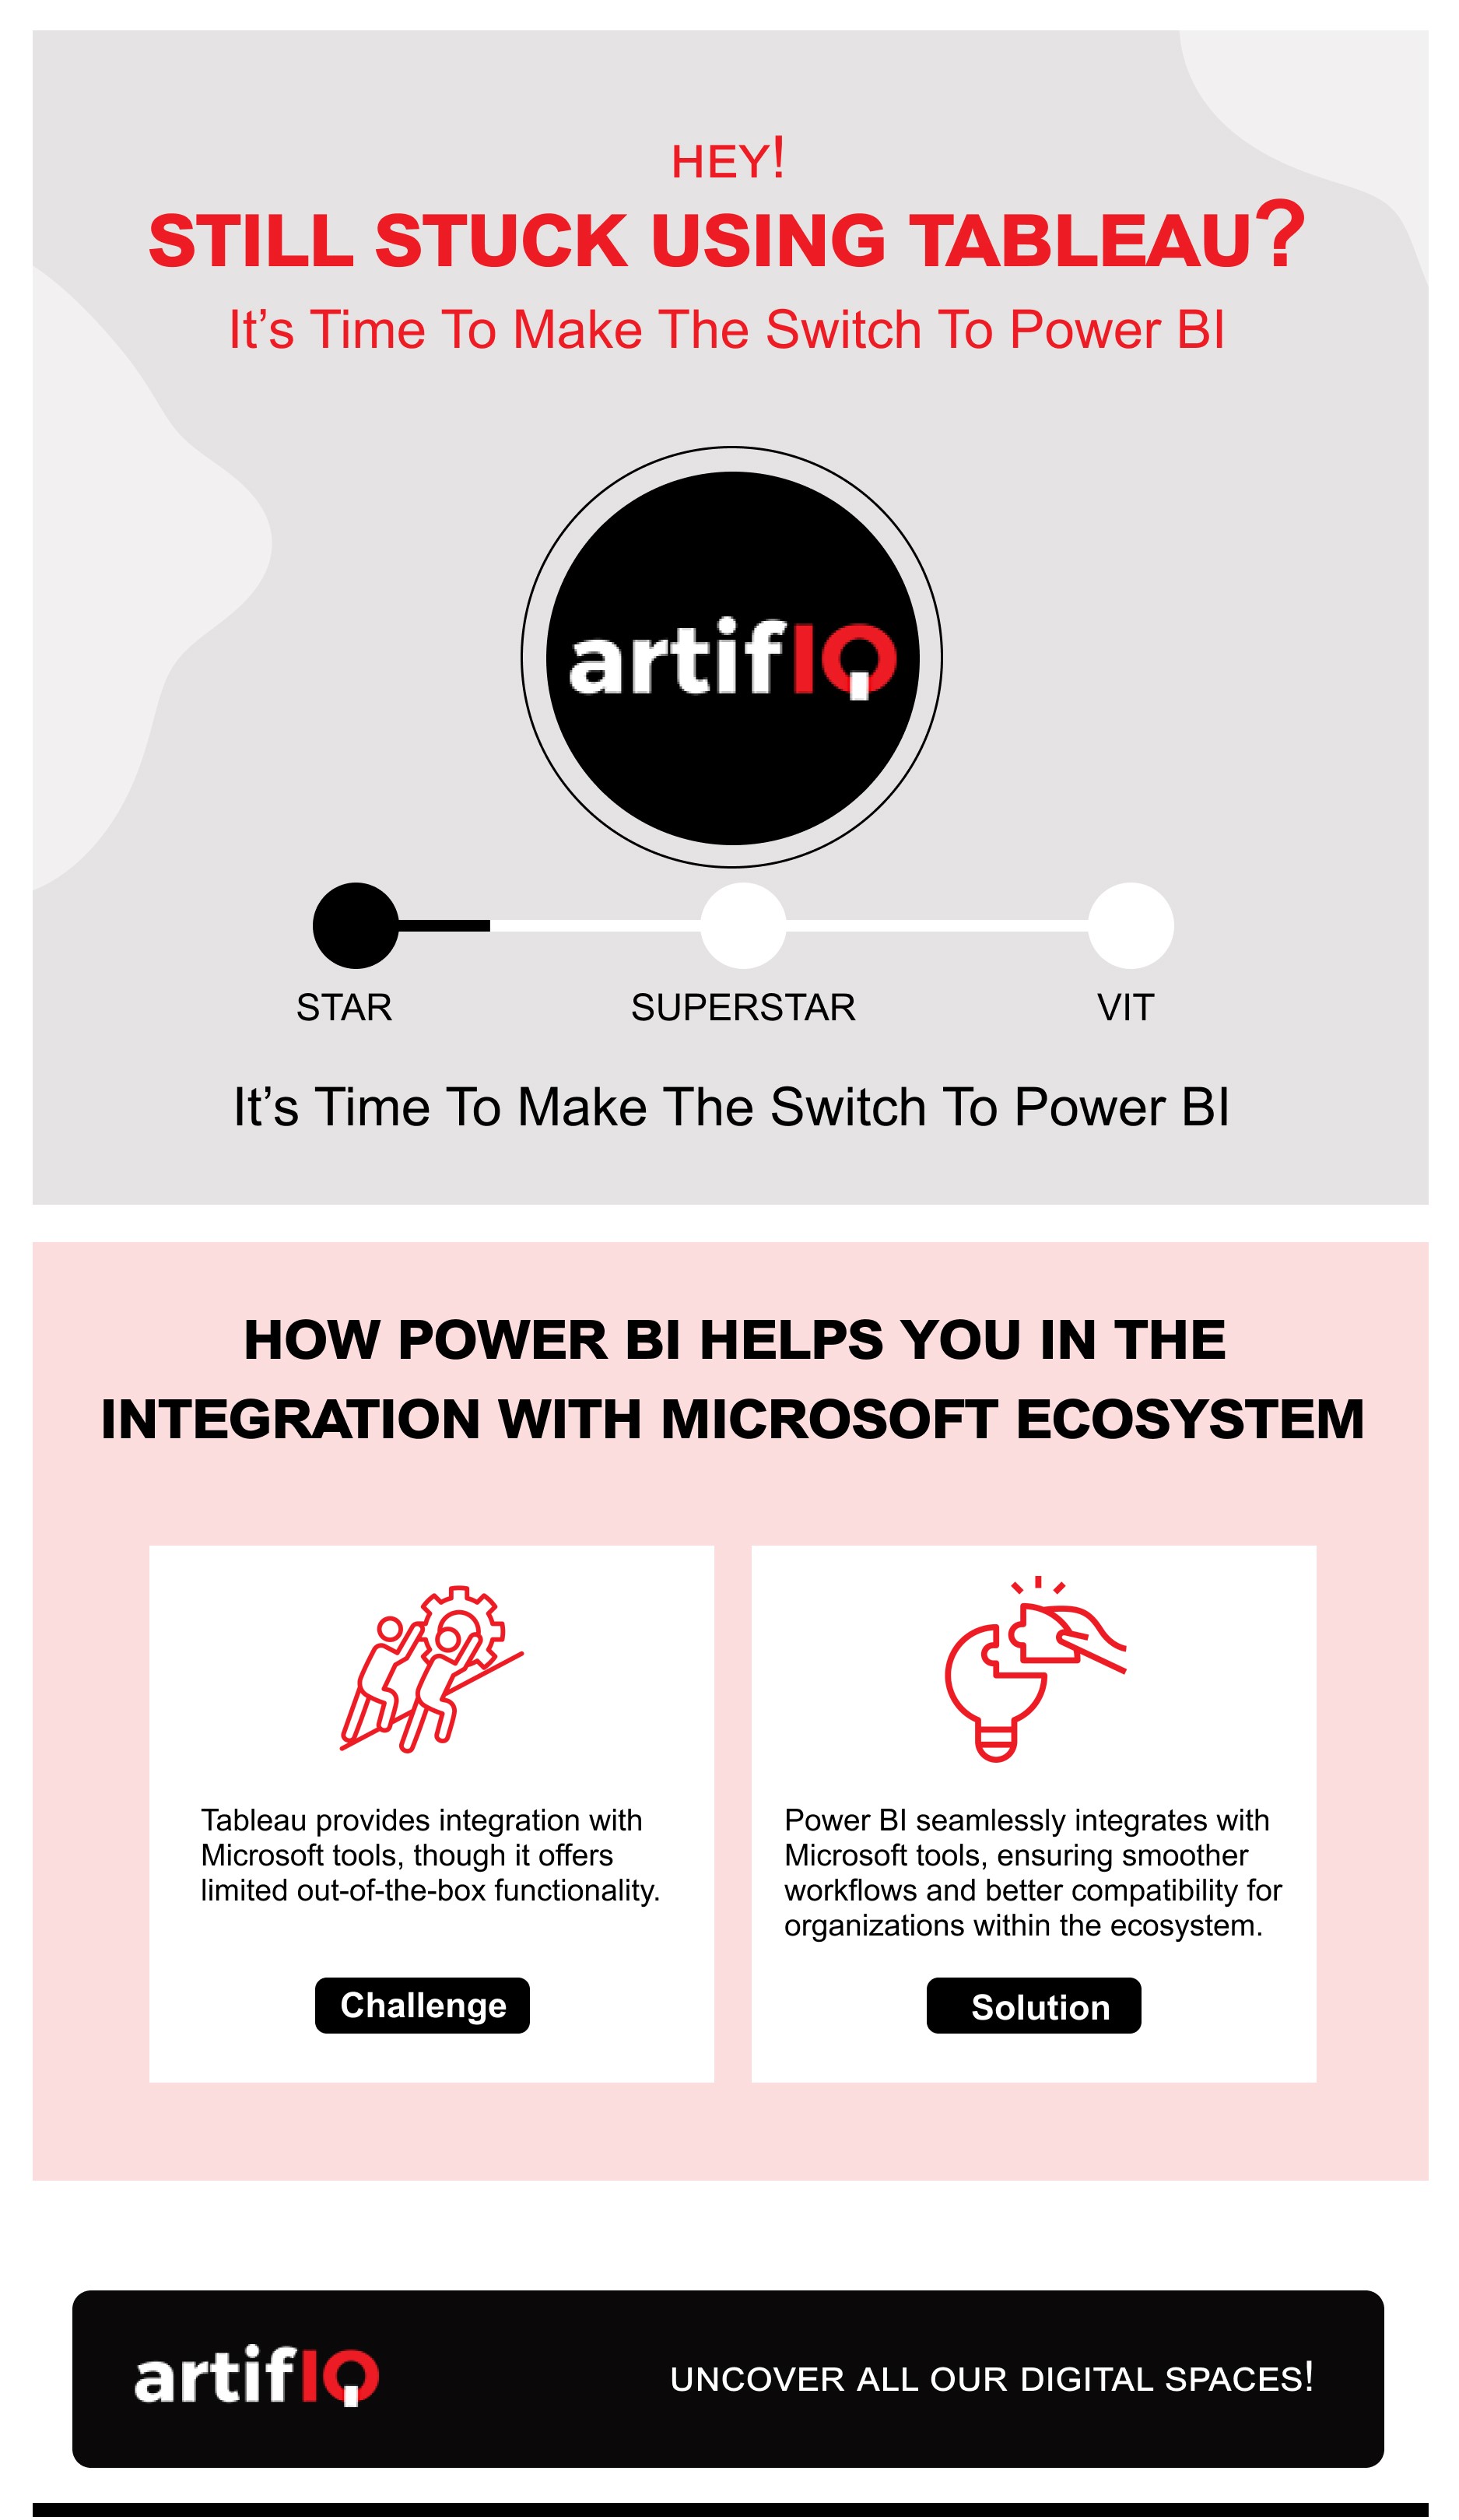 HEY!
STILL STUCK USING TABLEAU?
It’s Time To Make The Switch To Power BI
artifIQ
STAR SUPERSTAR VIT
It’s Time To Make The Switch To Power BI
HOW POWER BI HELPS YOU IN THE
INTEGRATION WITH MICROSOFT ECOSYSTEM
Tableau provides integration with
Microsoft tools, though it offers
limited out-of-the-box functionality.
Challenge
Power BI seamlessly integrates with
Microsoft tools, ensuring smoother
workflows and better compatibility for
organizations within the ecosystem.
Solution
artifIQ
UNCOVER ALL OUR DIGITAL SPACES!